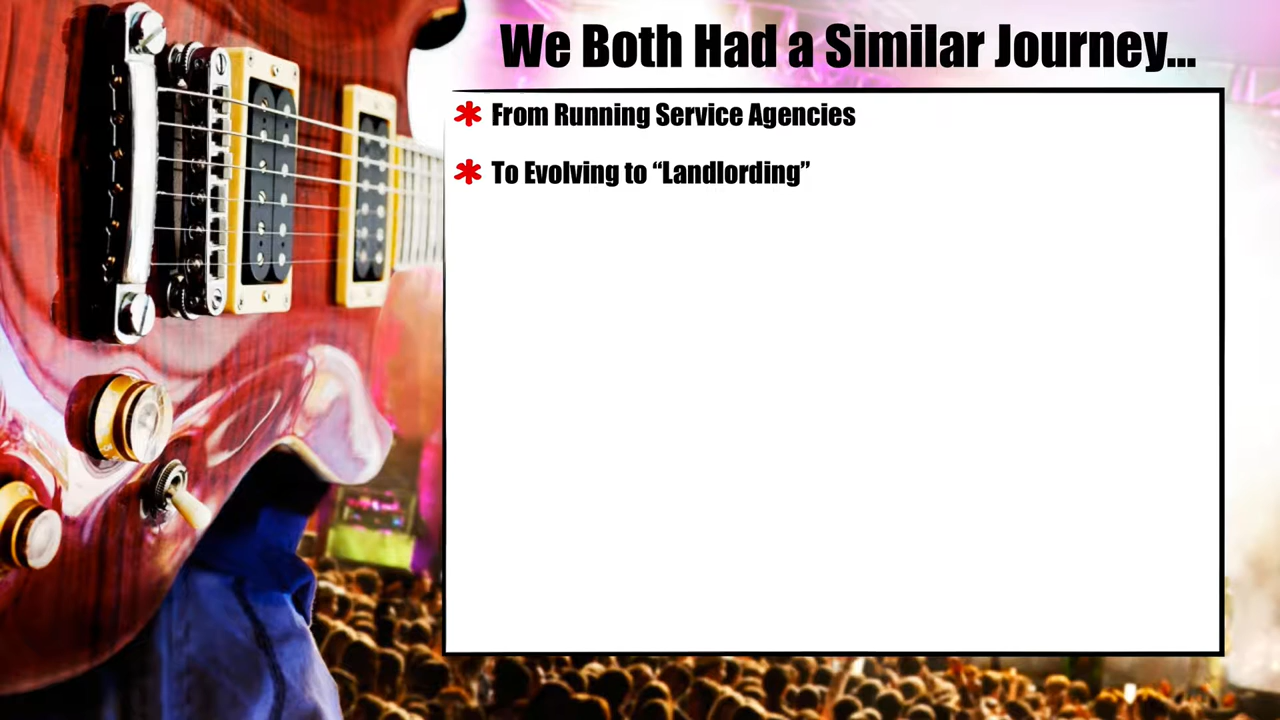 We Both Had a Similar Journey...
From Running Service Agencies
To Evolving to “Landlording”